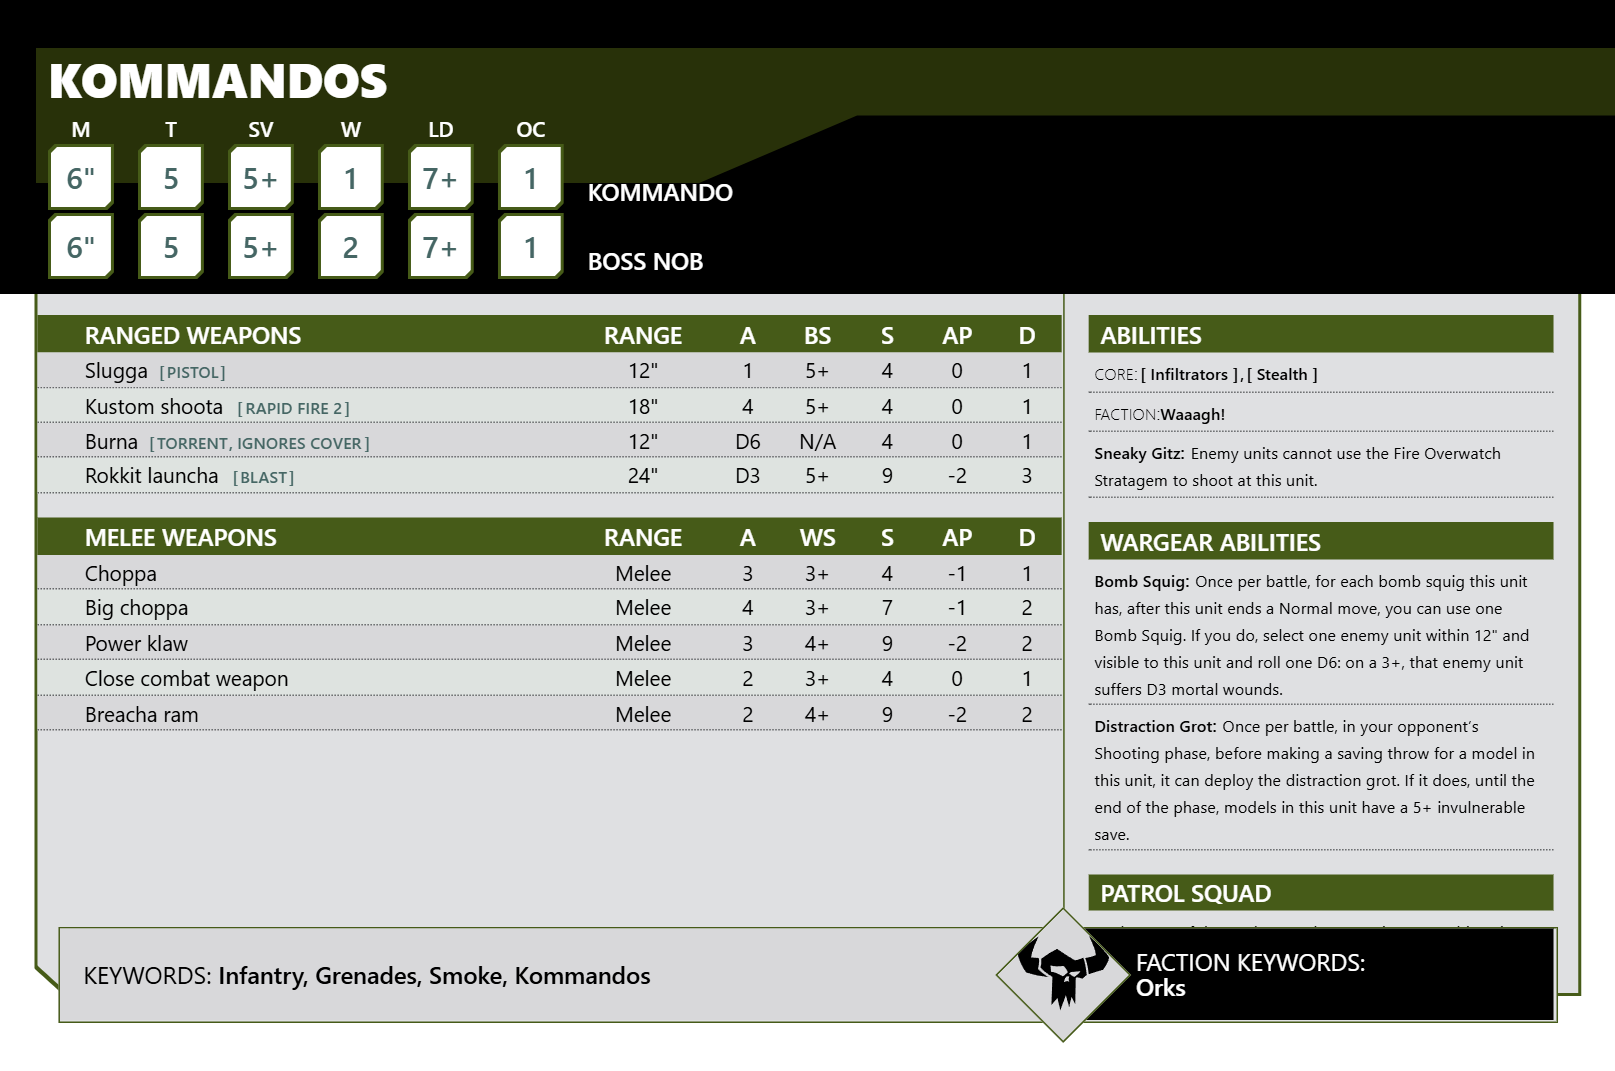 KOMMANDOS
M T SV W LD OC
6" 5 5+ 1 7+ 1 KOMMANDO
6" 5 5+ 2 7+ 1 BOSS NOB
RANGED WEAPONS RANGE A BS S AP D
Slugga [PISTOL] 12" 1 5+ 4 0 1
Kustom shoota [RAPID FIRE 2] 18" 4 5+ 4 0 1
Burna [TORRENT, IGNORES COVER] 12" D6 N/A 4 0 1
Rokkit launcha [BLAST] 24" D3 5+ 9 -2 3
MELEE WEAPONS RANGE A WS S AP D
Choppa Melee 3 3+ 4 -1 1
Big choppa Melee 4 3+ 7 -1 2
Power klaw Melee 3 4+ 9 -2 2
Close combat weapon Melee 2 3+ 4 0 1
Breacha ram Melee 2 4+ 9 -2 2
ABILITIES
CORE: [ Infiltrators ] , [ Stealth ]
FACTION:Waaagh!
Sneaky Gitz: Enemy units cannot use the Fire Overwatch
Stratagem to shoot at this unit.
WARGEAR ABILITIES
Bomb Squig: Once per battle, for each bomb squig this unit
has, after this unit ends a Normal move, you can use one
Bomb Squig. If you do, select one enemy unit within 12" and
visible to this unit and roll one D6: on a 3+, that enemy unit
suffers D3 mortal wounds.
Distraction Grot: Once per battle, in your opponent's
Shooting phase, before making a saving throw for a model in
this unit, it can deploy the distraction grot. If it does, until the
end of the phase, models in this unit have a 5+ invulnerable
save.
PATROL SQUAD
KEYWORDS: Infantry, Grenades, Smoke, Kommandos
FACTION KEYWORDS:
Orks